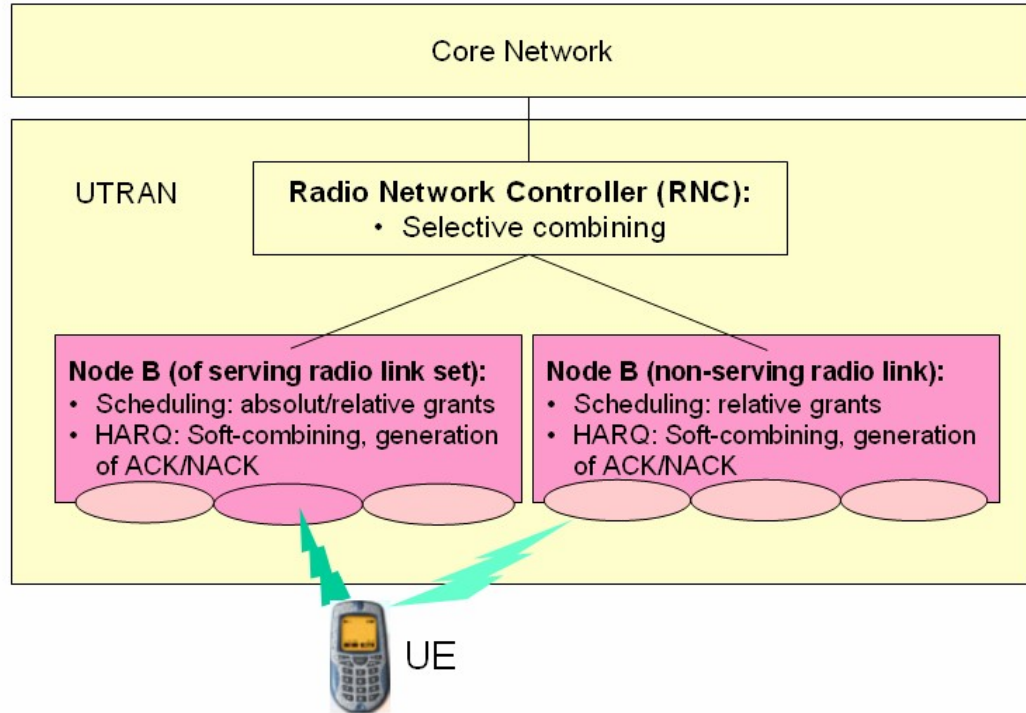 Core Network
UTRAN
Radio Network Controller (RNC):
• Selective combining
Node B (of serving radio link set):
• Scheduling: absolut/relative grants
• HARQ: Soft-combining, generation
of ACK/NACK
Node B (non-serving radio link):
• Scheduling: relative grants
• HARQ: Soft-combining, generation
of ACK/NACK
UE